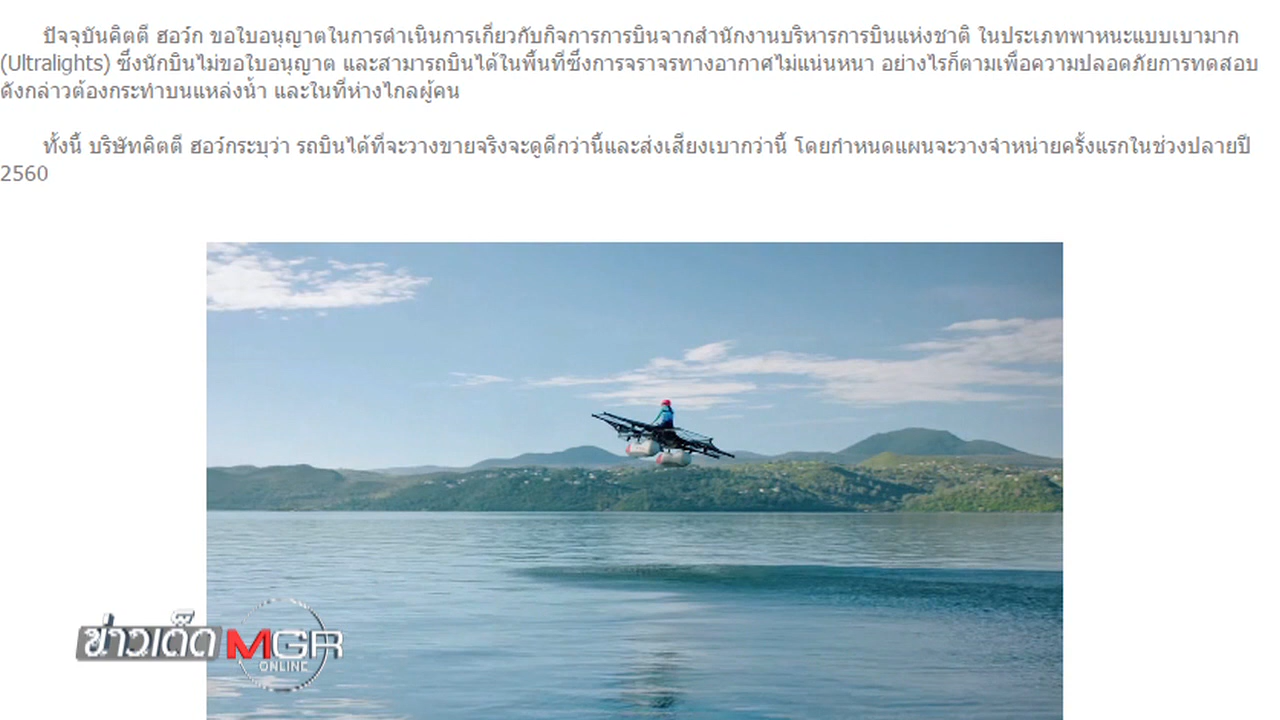 ปัจจุบันคิตตี ฮอว์ก ขอใบอนุญาตในการดำเนินการเกี่ยวกับกิจการการบินจากสำนักงานบริหารการบินแห่งชาติ ในประเภทพาหนะแบบเบามาก
(Ultralights) ซึ่งนักบินไม่ขอใบอนุญาต และสามารถบินได้ในพื้นที่ซึ่งการจราจรทางอากาศไม่แน่นหนา อย่างไรก็ตามเพื่อความปลอดภัยการทดสอบ
ดังกล่าวต้องกระทำบนแหล่งน้ำ และในที่ห่างไกลผู้คน
ทั้งนี้ บริษัทคิตตี ฮอว์กระบุว่า รถบินได้ที่จะวางขายจริงจะดูดีกว่านี้และส่งเสียงเบากว่านี้ โดยกำหนดแผนจะวางจำหน่ายครั้งแรกในช่วงปลายปี
2560
ข่าวเด็ด MGR
ONLINE